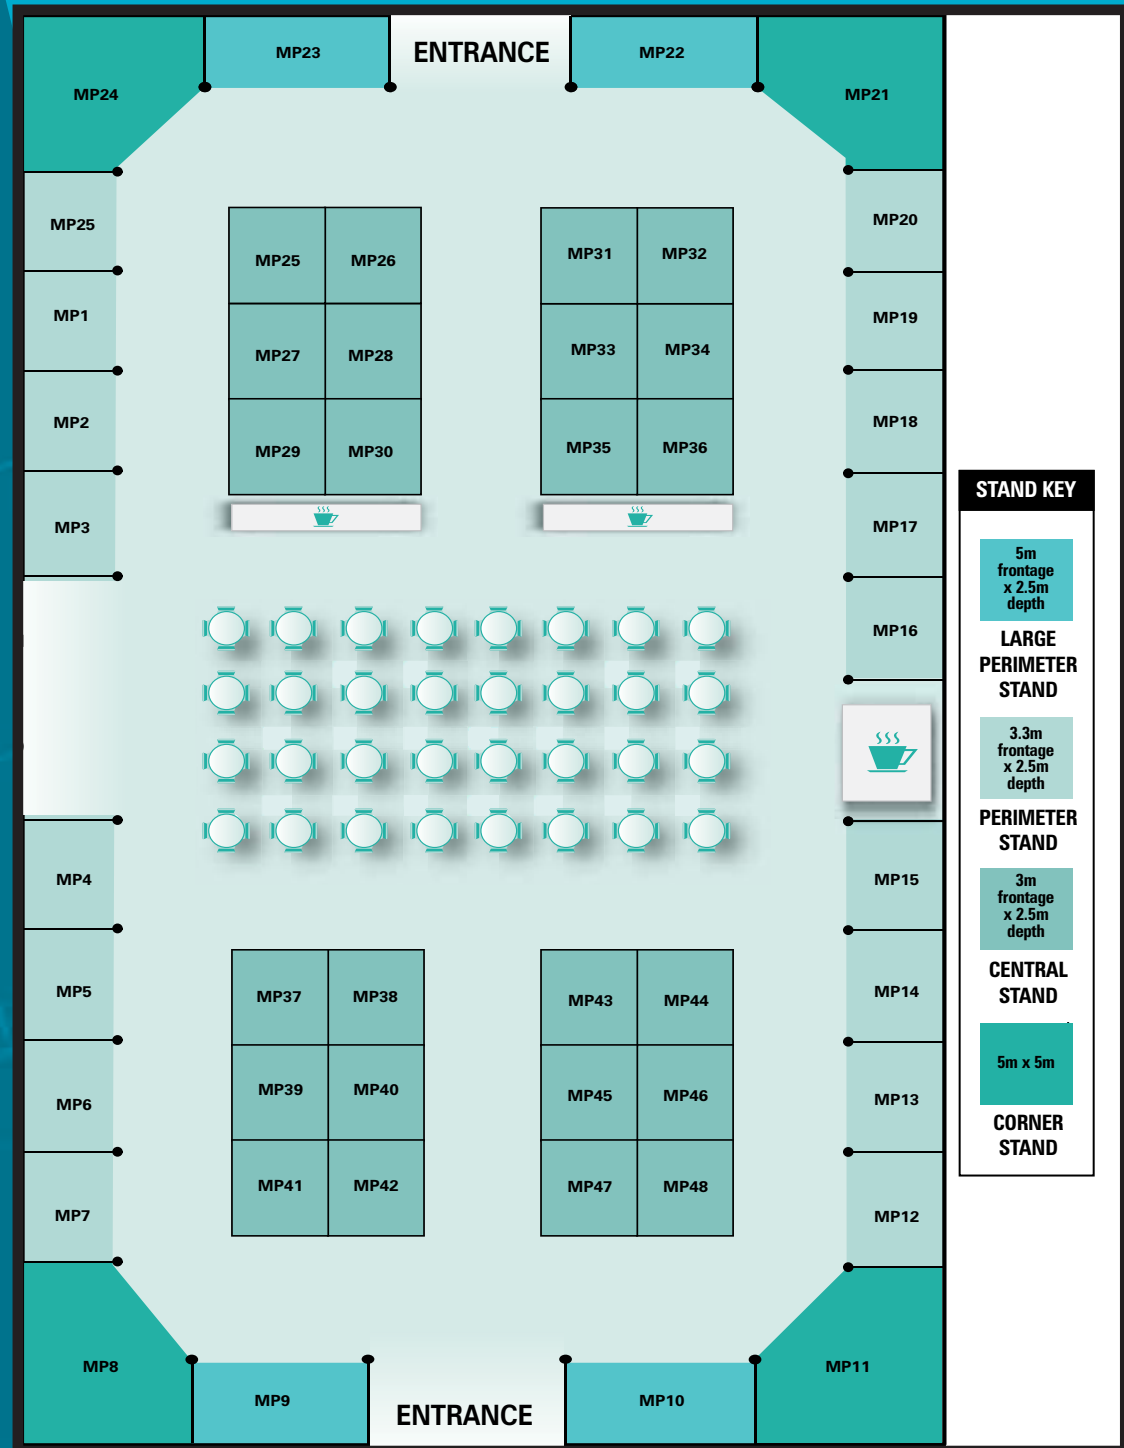 MP23
ENTRANCE
MP22
MP24
MP21
MP25
MP20
MP25
MP26
MP31
MP32
MP1
MP19
MP27
MP28
MP33
MP34
MP2
MP18
MP29
MP30
MP35
MP36
MP3
MP17
MP16
MP4
MP15
MP5
MP14
MP37
MP38
MP43
MP44
MP6
MP13
MP39
MP40
MP45
MP46
MP41
MP42
MP47
MP48
MP7
MP12
MP8
MP11
MP9
ENTRANCE
MP10
STAND KEY
5m
frontage
x 2.5m
depth
LARGE
PERIMETER
STAND
3.3m
frontage
x 2.5m
depth
PERIMETER
STAND
3m
frontage
x 2.5m
depth
CENTRAL
STAND
5m x 5m
CORNER
STAND